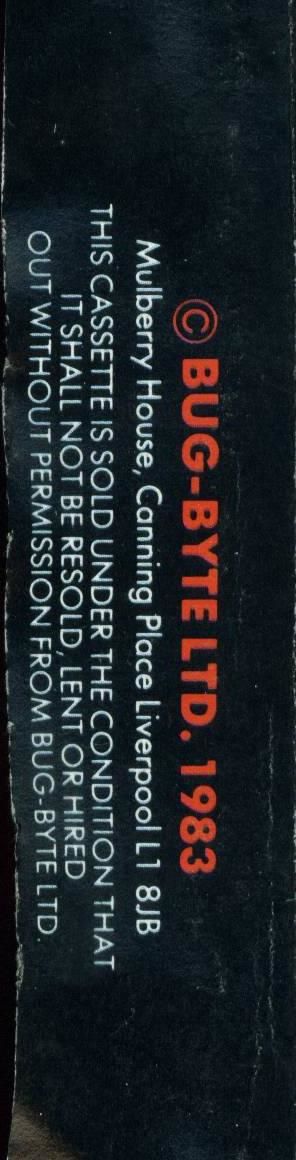 © BUG-BYTE LTD. 1983
Mulberry House, Canning Place Liverpool L1 8JB
THIS CASSETTE IS SOLD UNDER THE CONDITION THAT
IT SHALL NOT BE RESOLD, LENT OR HIRED
OUT WITHOUT PERMISSION FROM BUG-BYTE LTD.